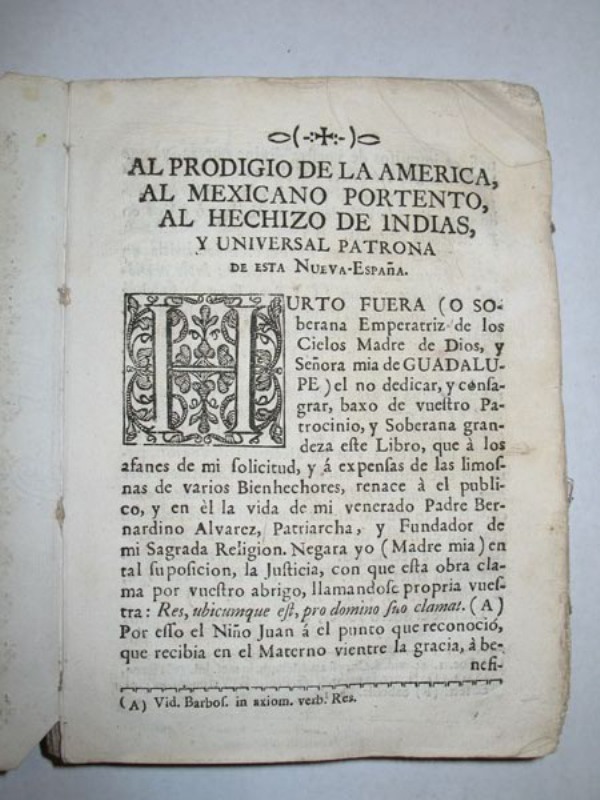 AL PRODIGIO DE LA AMERICA,
AL MEXICANO PORTENTO,
AL HECHIZO DE INDIAS,
Y UNIVERSAL PATRONA
DE ESTA NUEVA-ESPAÑA.
HURTO FUERA (O SO-
berana Emperatriz de los
Cielos Madre de Dios, y
Señora mia de GUADALU-
PE) el no dedicar, y consa-
grar, baxo de vueſtro Pa-
trocinio, y Soberana gran-
deza eſte Libro, que à los
afanes de mi ſolicitud, y á expenſas de las limoſ-
nas de varios Bienhechores, renace à el publi-
co, y en èl la vida de mi venerado Padre Ber-
nardino Alvarez, Patriarcha, y Fundador de
mi Sagrada Religion. Negara yo (Madre mia) en
tal ſupoſicion, la Juſticia, con que eſta obra cla-
ma por vueſtro abrigo, llamandoſe propria vueſ-
tra: Res, ubicumque eſt, pro domino ſuo clamat. (A)
Por eſſo el Niño Juan á el punto que reconoció,
que recibia en el Materno vientre la gracia, à be-
nefi-
(A) Vid. Barboſ. in axiom. verb. Res.